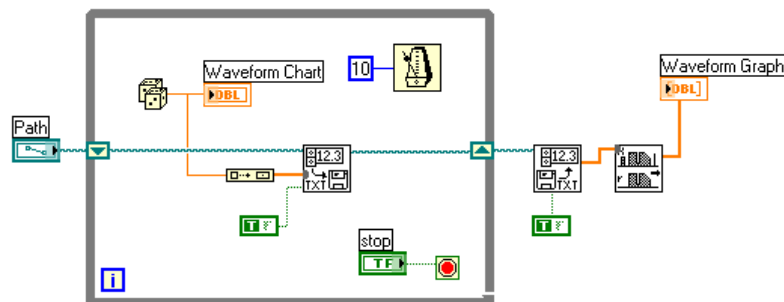 Waveform Chart
DBL
10
Waveform Graph
DBL]
Path
12.3
TXT
T F
stop
TF
i
12.3
TXT
T F